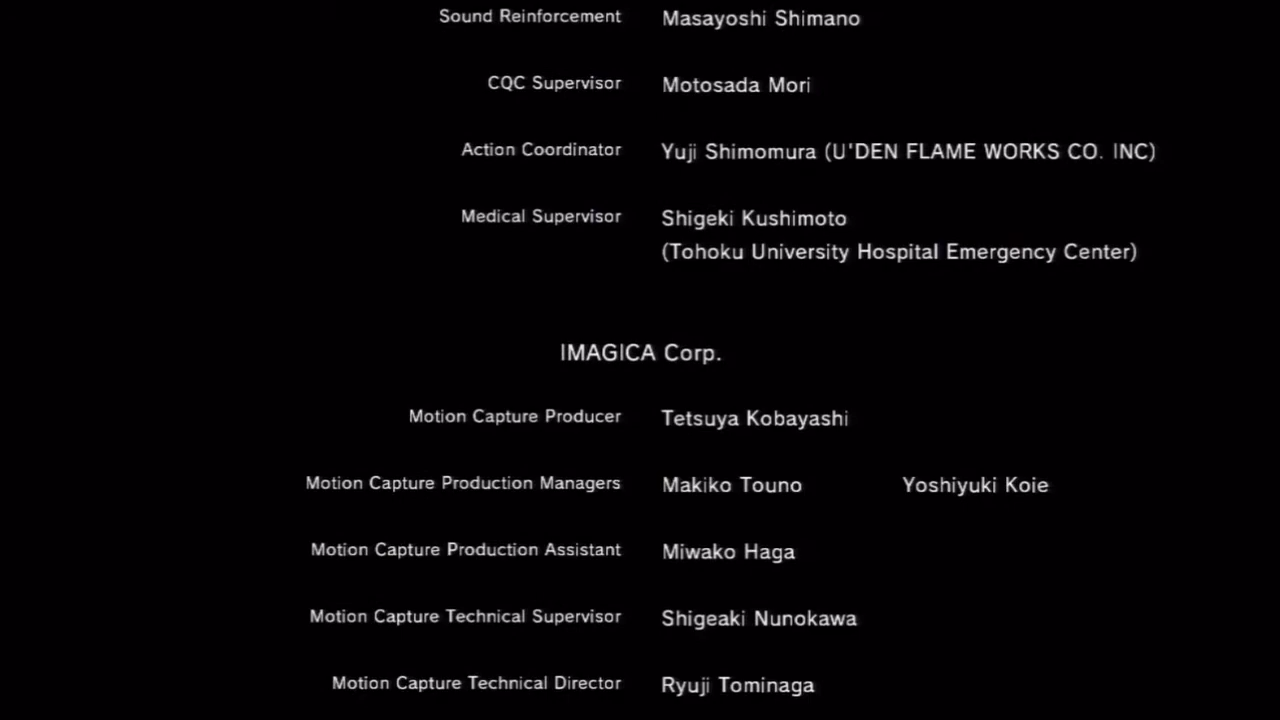 Sound Reinforcement Masayoshi Shimano
CQC Supervisor Motosada Mori
Action Coordinator Yuji Shimomura (U'DEN FLAME WORKS CO. INC)
Medical Supervisor Shigeki Kushimoto
(Tohoku University Hospital Emergency Center)
IMAGICA Corp.
Motion Capture Producer Tetsuya Kobayashi
Motion Capture Production Managers Makiko Touno Yoshiyuki Koie
Motion Capture Production Assistant Miwako Haga
Motion Capture Technical Supervisor Shigeaki Nunokawa
Motion Capture Technical Director Ryuji Tominaga